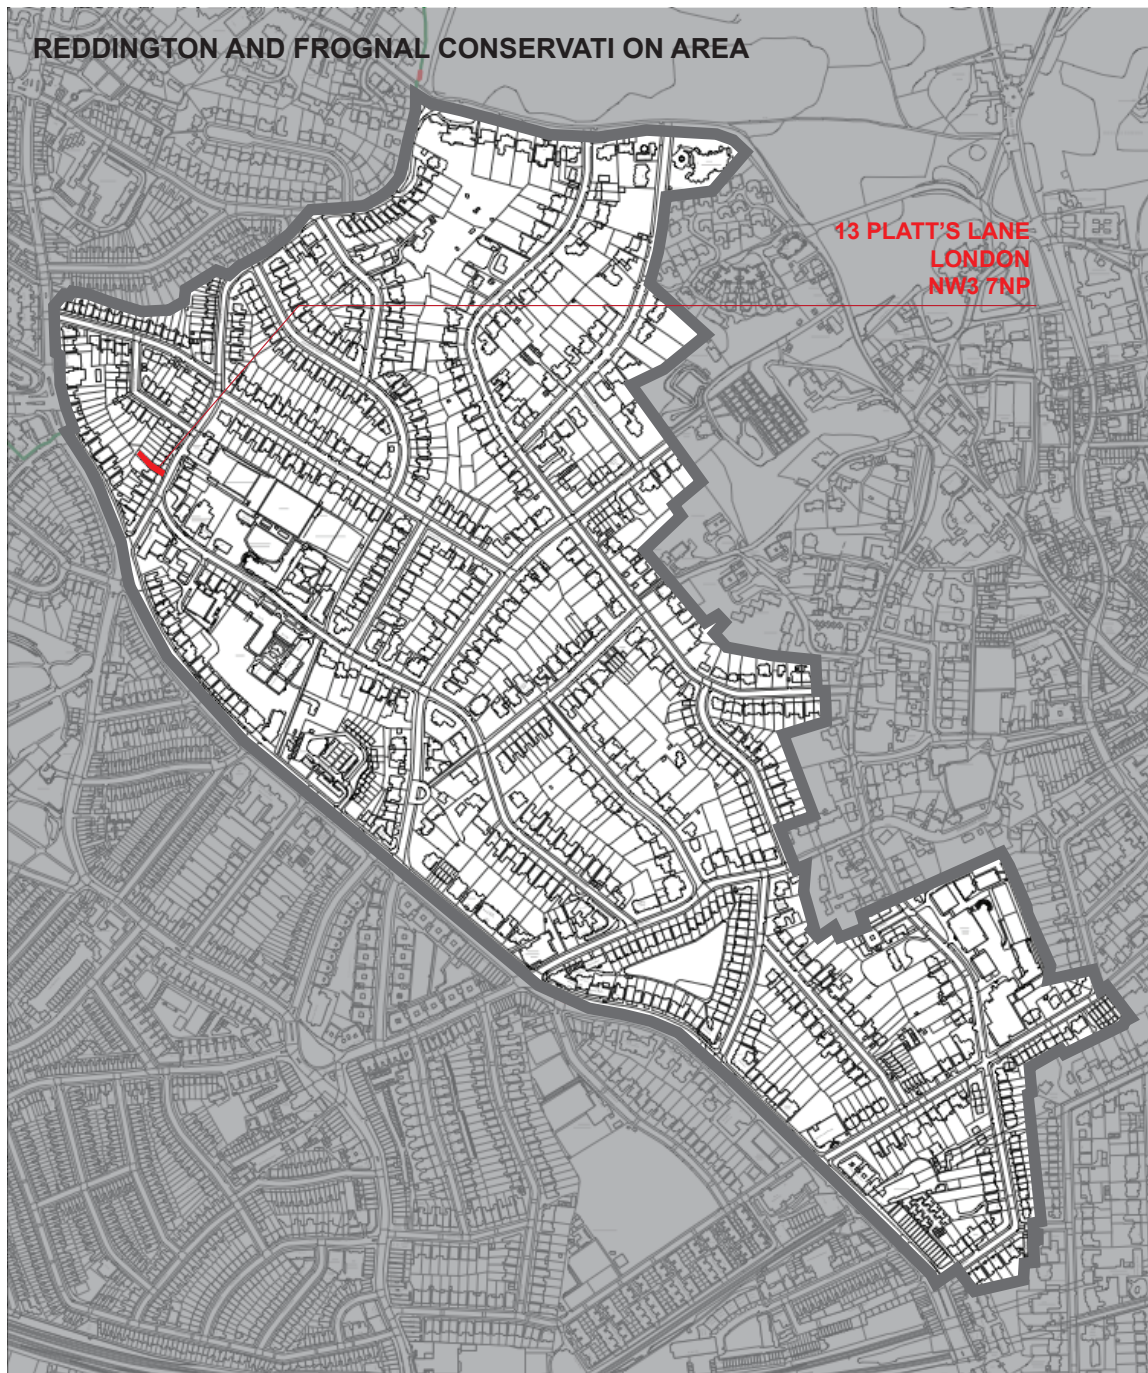 REDDINGTON AND FROGNAL CONSERVATI ON AREA
13 PLATT'S LANE
LONDON
NW3 7NP